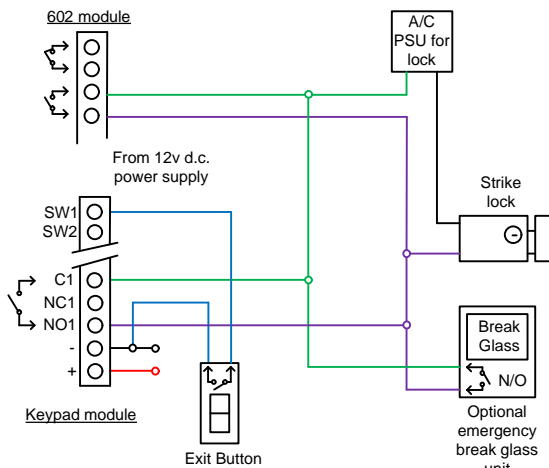 602 module
A/C
PSU for
lock
From 12v d.c.
power supply
Strike
lock
SW1
SW2
C1
NC1
NO1
-
+
Keypad module
Exit Button
Break
Glass
N/O
Optional
emergency
break glass
unit